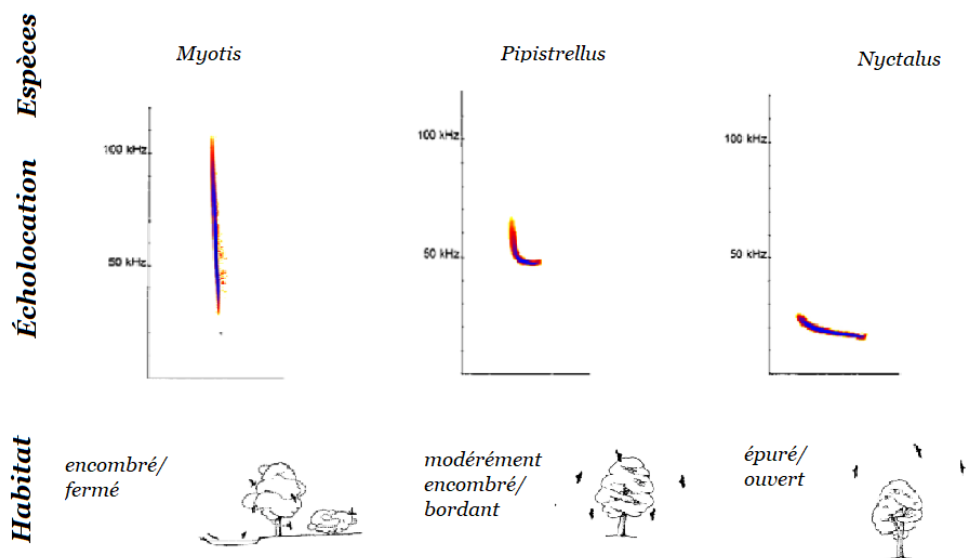 Espèces
Myotis
Pipistrellus
Nyctalus
Écholocation
100 kHz
50 kHz
100 kHz
50 kHz
100 kHz
50 kHz
Habitat
encombré/
fermé
modérément
encombré/
bordant
épuré/
ouvert